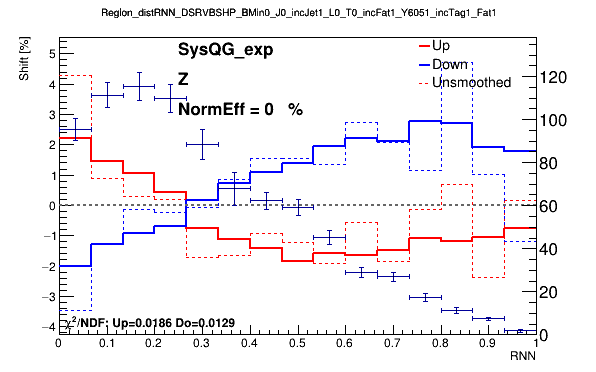 Region_distRNN_DSRVBSHP_BMin0_J0_incJet1_L0_T0_incFat1_Y6051_incTag1_Fat1
Shift [%]
SysQG_exp
Z
NormEff = 0 %
Up
Down
Unsmoothed
5
4
3
2
1
0
−1
−2
−3
−4
120
100
80
60
40
20
0
χ²/NDF: Up=0.0186 Do=0.0129
0 0.1 0.2 0.3 0.4 0.5 0.6 0.7 0.8 0.9 1
RNN